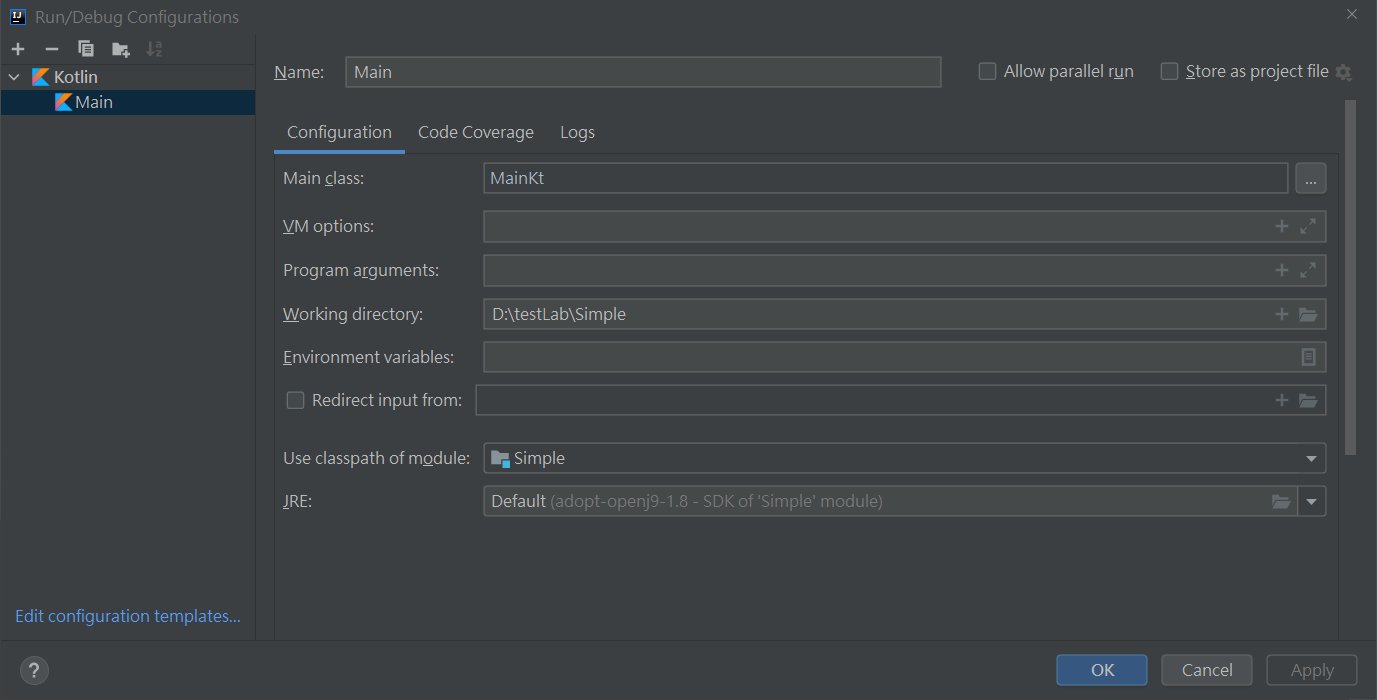 Run/Debug Configurations
Kotlin
Main
Edit configuration templates...
Name: Main
Allow parallel run
Store as project file
Configuration Code Coverage Logs
Main class: MainKt ...
VM options:
Program arguments:
Working directory: D:\testLab\Simple
Environment variables:
Redirect input from:
Use classpath of module: Simple
JRE: Default (adopt-openj9-1.8 - SDK of 'Simple' module)
? OK Cancel Apply